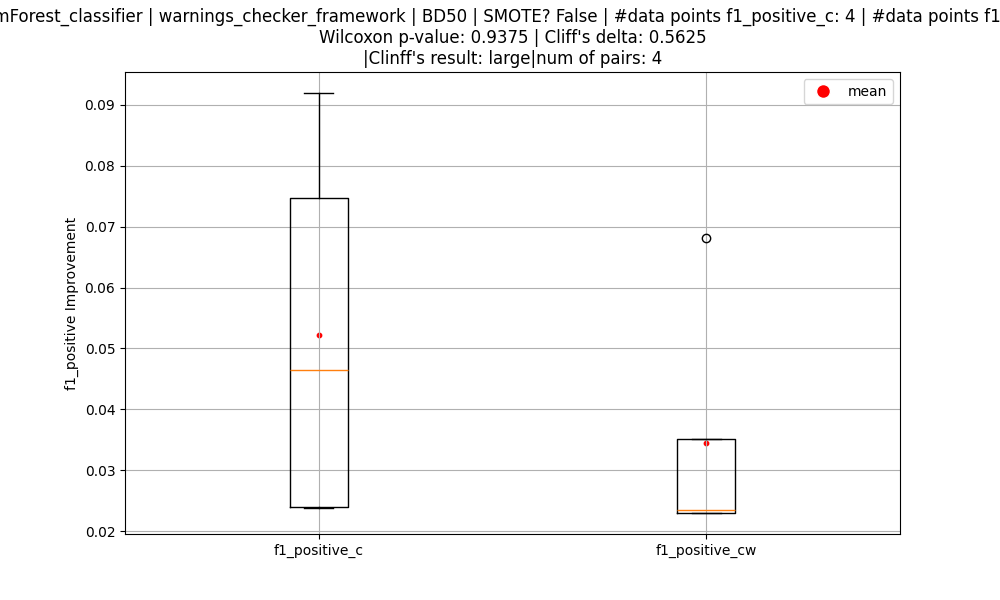 mForest_classifier | warnings_checker_framework | BD50 | SMOTE? False | #data points f1_positive_c: 4 | #data points f1
Wilcoxon p-value: 0.9375 | Cliff's delta: 0.5625
|Clinff's result: large|num of pairs: 4
mean
0.09
0.08
0.07
0.06
0.05
0.04
0.03
0.02
f1_positive Improvement
f1_positive_c
f1_positive_cw